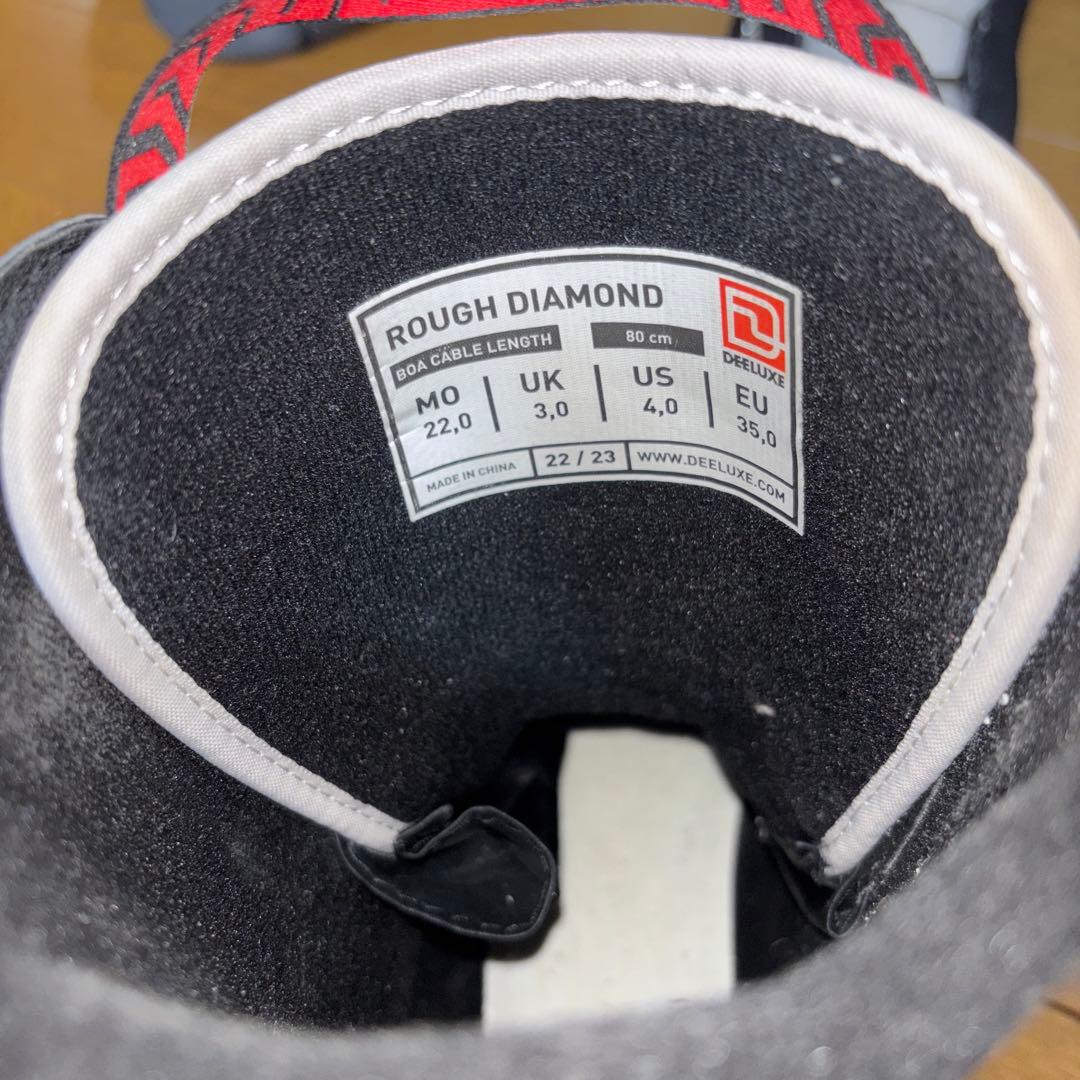 ROUGH DIAMOND
BOA CABLE LENGTH 80 cm
MO | UK | US | EU
22,0 | 3,0 | 4,0 | 35,0
MADE IN CHINA | 22 / 23 | WWW.DEELUXE.COM
DEELUXE